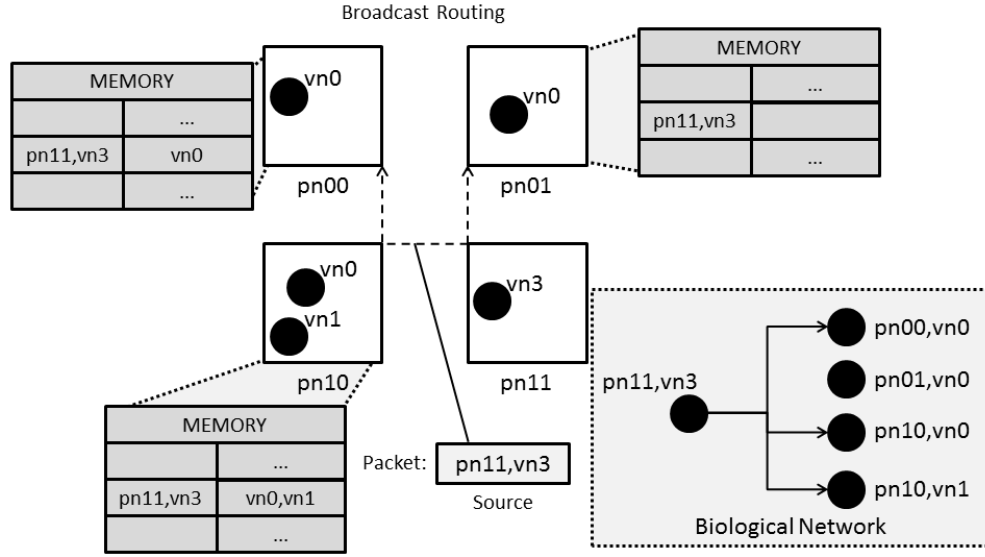 Broadcast Routing
MEMORY
...
pn11,vn3 vn0
...
vn0
pn00
vn0
pn01
MEMORY
...
pn11,vn3
...
vn0
vn1
pn10
vn3
pn11
MEMORY
...
pn11,vn3 vn0,vn1
...
Packet: pn11,vn3
Source
pn11,vn3
pn00,vn0
pn01,vn0
pn10,vn0
pn10,vn1
Biological Network